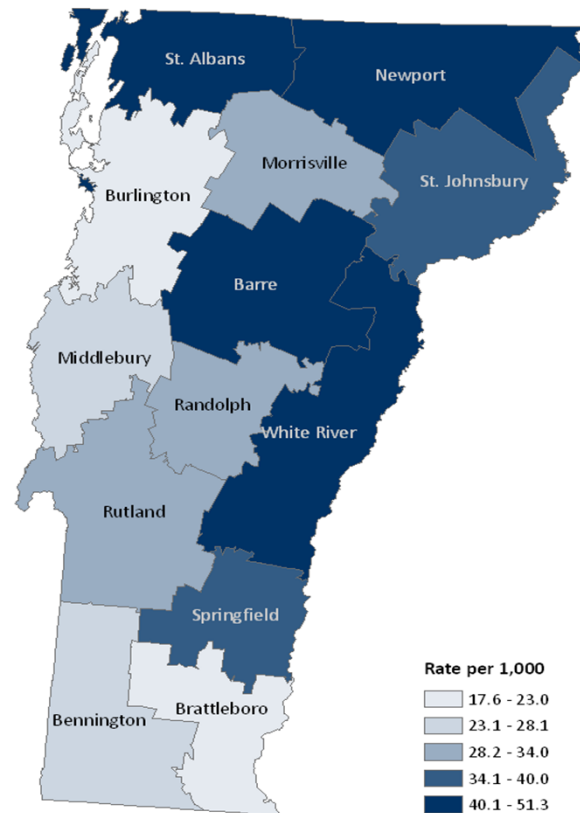 St. Albans
Newport
Morrisville
St. Johnsbury
Burlington
Barre
Middlebury
Randolph
White River
Rutland
Springfield
Brattleboro
Bennington
Rate per 1,000
17.6 - 23.0
23.1 - 28.1
28.2 - 34.0
34.1 - 40.0
40.1 - 51.3